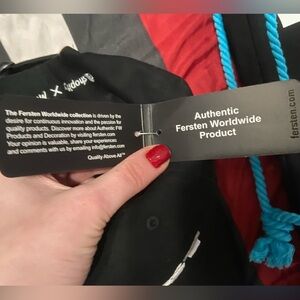 The Fersten Worldwide collection is driven by the
desire for continuous innovation and the passion for
quality products. Discover more about Authentic FW
Products and Decoration by visiting fersten.com.
Your opinion is valuable, share your experiences
and comments with us by emailing info@fersten.com.
Quality Above All™
Authentic
Fersten Worldwide
Product
fersten.com